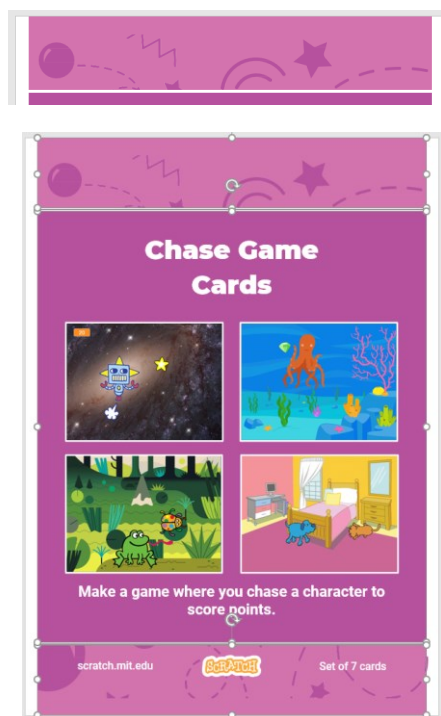 Chase Game
Cards
Make a game where you chase a character to
score points.
scratch.mit.edu
SCRATCH
Set of 7 cards